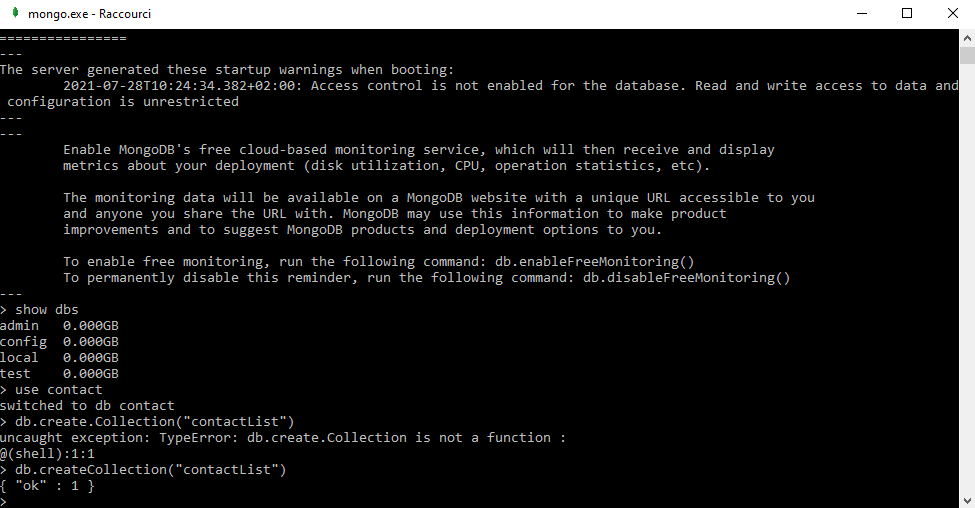 mongo.exe - Raccourci
================
---
The server generated these startup warnings when booting:
        2021-07-28T10:24:34.382+02:00: Access control is not enabled for the database. Read and write access to data and
 configuration is unrestricted
---
---
        Enable MongoDB's free cloud-based monitoring service, which will then receive and display
        metrics about your deployment (disk utilization, CPU, operation statistics, etc).

        The monitoring data will be available on a MongoDB website with a unique URL accessible to you
        and anyone you share the URL with. MongoDB may use this information to make product
        improvements and to suggest MongoDB products and deployment options to you.

        To enable free monitoring, run the following command: db.enableFreeMonitoring()
        To permanently disable this reminder, run the following command: db.disableFreeMonitoring()
---
> show dbs
admin   0.000GB
config  0.000GB
local   0.000GB
test    0.000GB
> use contact
switched to db contact
> db.create.Collection("contactList")
uncaught exception: TypeError: db.create.Collection is not a function :
@(shell):1:1
> db.createCollection("contactList")
{ "ok" : 1 }
>